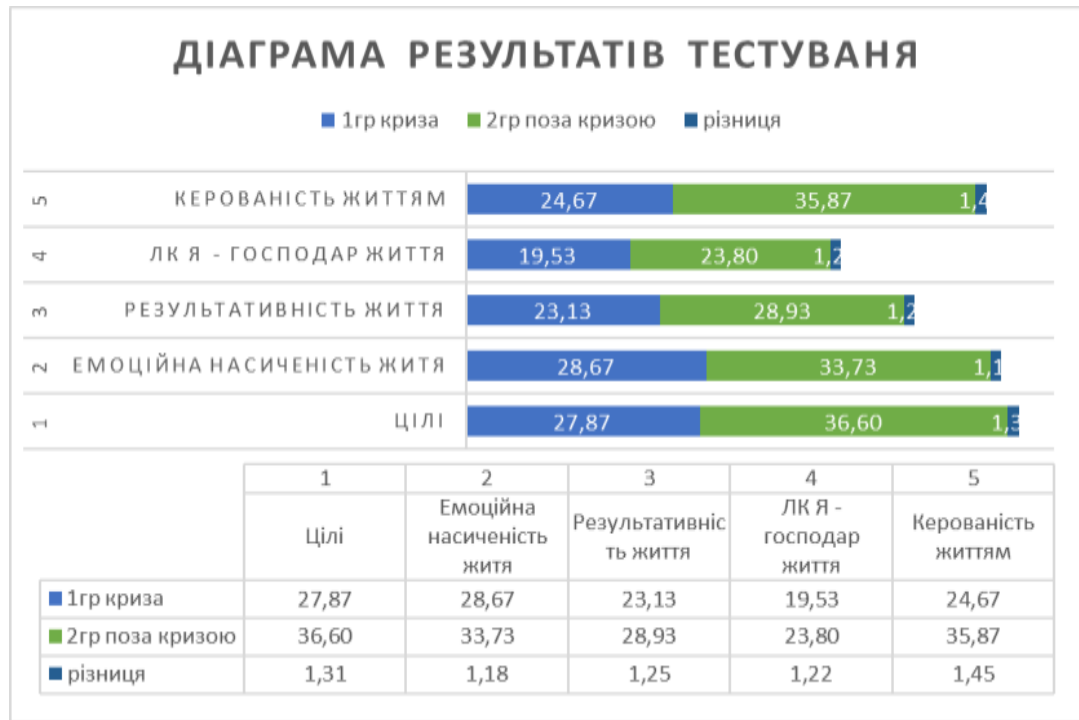 ДІАГРАМА РЕЗУЛЬТАТІВ ТЕСТУВАНЯ
1гр криза 2гр поза кризою різниця
5 КЕРОВАНІСТЬ ЖИТТЯМ 24,67 35,87 1,4
4 ЛК Я - ГОСПОДАР ЖИТТЯ 19,53 23,80 1,2
3 РЕЗУЛЬТАТИВНІСТЬ ЖИТТЯ 23,13 28,93 1,2
2 ЕМОЦІЙНА НАСИЧЕНІСТЬ ЖИТЯ 28,67 33,73 1,1
1 ЦІЛІ 27,87 36,60 1,3
1 2 3 4 5
Цілі
Емоційна
насиченість
житя
Результативніс
ть життя
ЛК Я -
господар
життя
Керованість
життям
1гр криза 27,87 28,67 23,13 19,53 24,67
2гр поза кризою 36,60 33,73 28,93 23,80 35,87
різниця 1,31 1,18 1,25 1,22 1,45